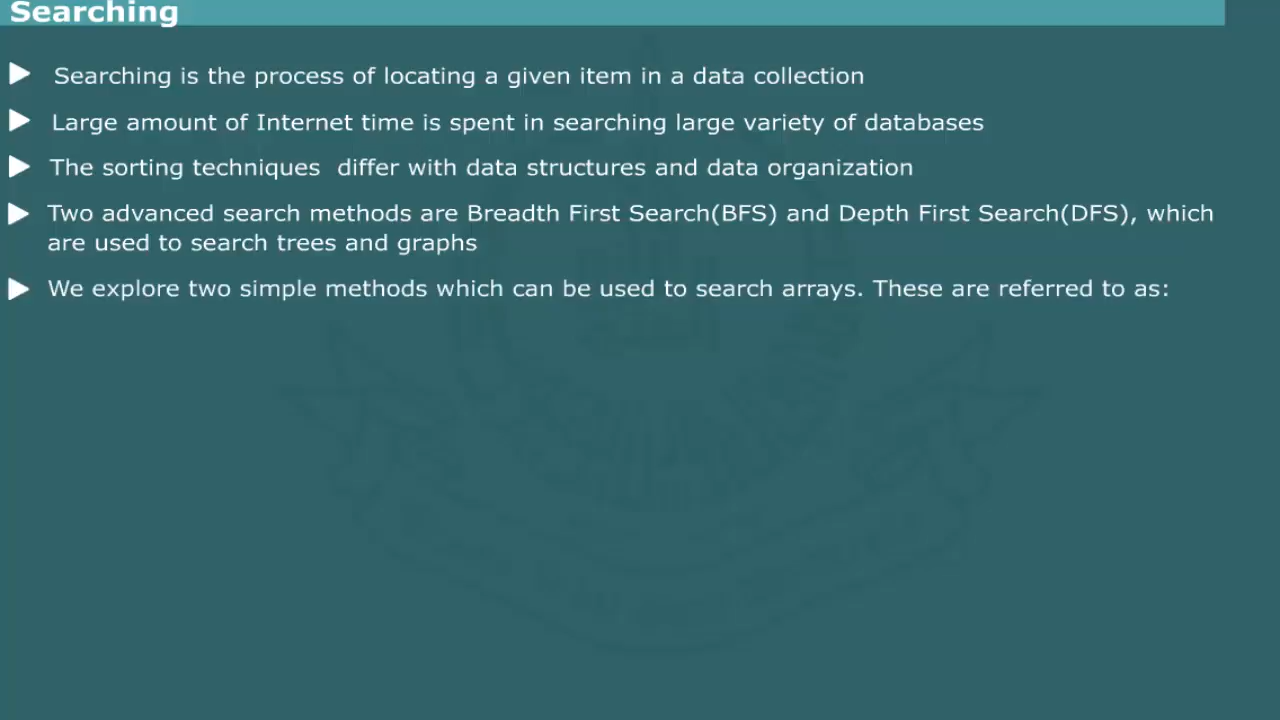 Searching
Searching is the process of locating a given item in a data collection
Large amount of Internet time is spent in searching large variety of databases
The sorting techniques differ with data structures and data organization
Two advanced search methods are Breadth First Search(BFS) and Depth First Search(DFS), which
are used to search trees and graphs
We explore two simple methods which can be used to search arrays. These are referred to as: